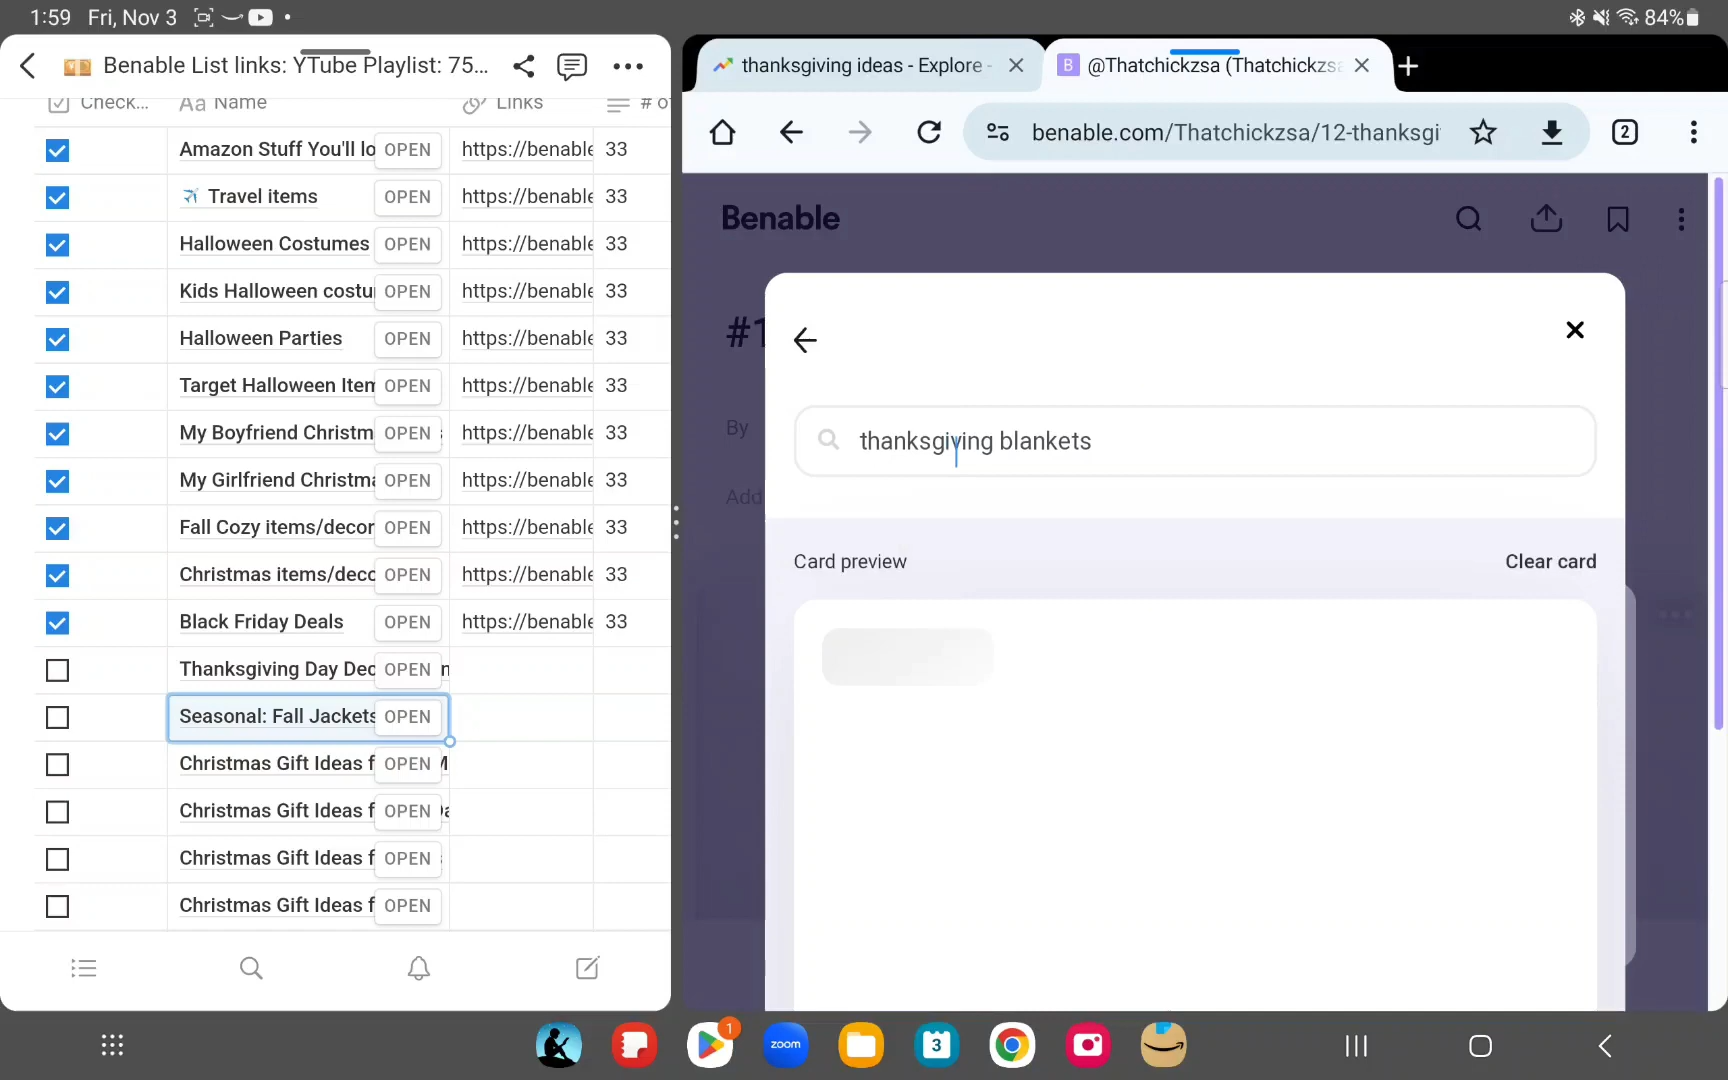 1:59 Fri, Nov 3
84%
Benable List links: YTube Playlist: 75...
Check... Aa Name Links # o
Amazon Stuff You'll lo OPEN https://benable 33
Travel items OPEN https://benable 33
Halloween Costumes OPEN https://benable 33
Kids Halloween costu OPEN https://benable 33
Halloween Parties OPEN https://benable 33
Target Halloween Iten OPEN https://benable 33
My Boyfriend Christm OPEN https://benable 33
My Girlfriend Christma OPEN https://benable 33
Fall Cozy items/decor OPEN https://benable 33
Christmas items/deco OPEN https://benable 33
Black Friday Deals OPEN https://benable 33
Thanksgiving Day Dec OPEN
Seasonal: Fall Jackets OPEN
Christmas Gift Ideas f OPEN
Christmas Gift Ideas f OPEN
Christmas Gift Ideas f OPEN
Christmas Gift Ideas f OPEN
thanksgiving ideas - Explore -
B @Thatchickzsa (Thatchickzsa
benable.com/Thatchickzsa/12-thanksgi
2
Benable
#1
By
thanksgiving blankets
Add
Card preview
Clear card
1
zoom
3